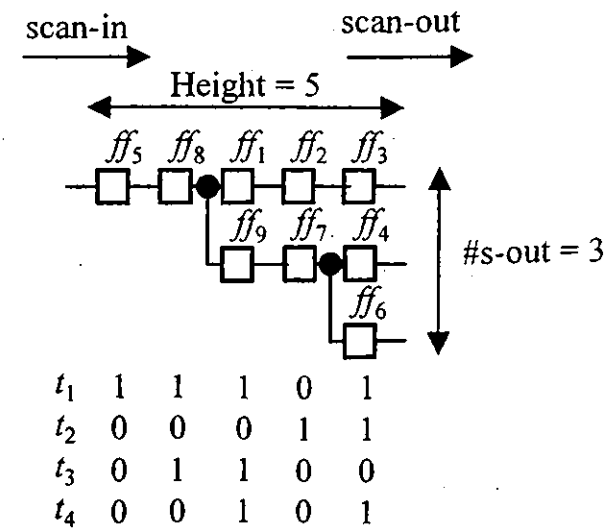 scan-in scan-out
Height = 5
ff5 ff8 ff1 ff2 ff3
ff9 ff7 ff4
#s-out = 3
ff6
t1 1 1 1 0 1
t2 0 0 0 1 1
t3 0 1 1 0 0
t4 0 0 1 0 1